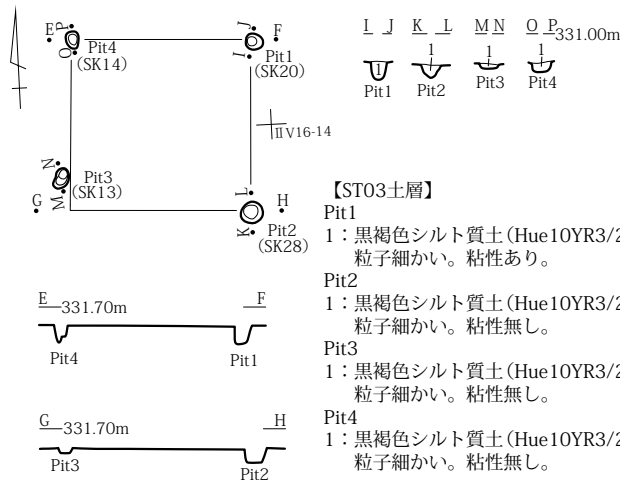 E P Pit4 (SK14) O
J F Pit1 (SK20) I
ⅡV16-14
N Pit3 (SK13) M G
L H Pit2 (SK28) K
I J K L M N O P 331.00m
1 1 1 1
Pit1 Pit2 Pit3 Pit4
E 331.70m F
Pit4 Pit1
G 331.70m H
Pit3 Pit2
【ST03土層】
Pit1
1：黒褐色シルト質土(Hue10YR3/2
粒子細かい。粘性あり。
Pit2
1：黒褐色シルト質土(Hue10YR3/2
粒子細かい。粘性無し。
Pit3
1：黒褐色シルト質土(Hue10YR3/2
粒子細かい。粘性無し。
Pit4
1：黒褐色シルト質土(Hue10YR3/2
粒子細かい。粘性無し。